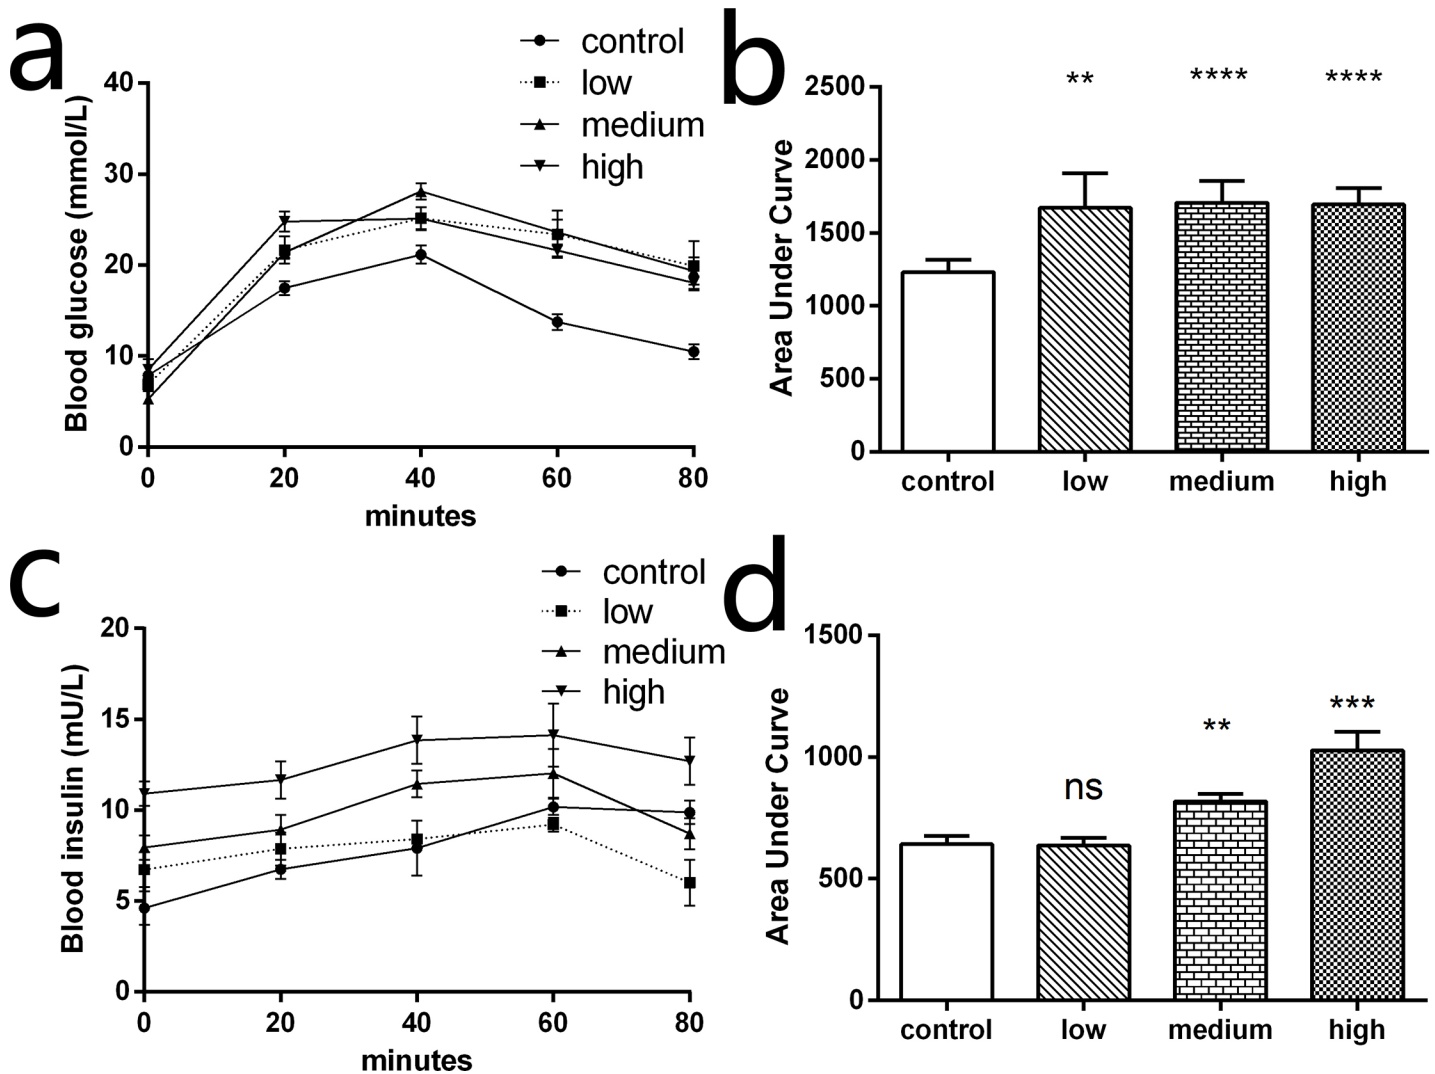 a
control
low
medium
high
Blood glucose (mmol/L)
40
30
20
10
0
0 20 40 60 80
minutes
b
** **** ****
Area Under Curve
2500
2000
1500
1000
500
0
control low medium high
c
control
low
medium
high
Blood insulin (mU/L)
20
15
10
5
0
0 20 40 60 80
minutes
d
ns ** ***
Area Under Curve
1500
1000
500
0
control low medium high